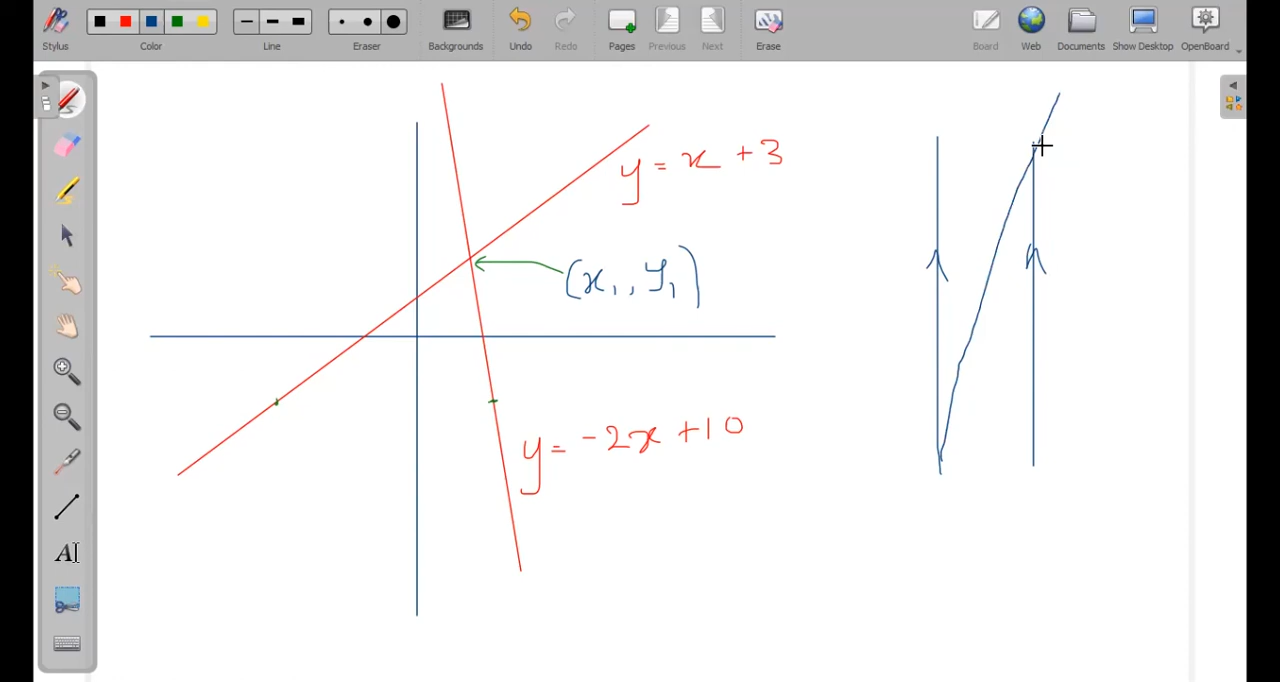 Stylus Color Line Eraser Backgrounds Undo Redo Pages Previous Next Erase Board Web Documents Show Desktop OpenBoard
y = x + 3
(x₁, y₁)
y = -2x + 10
A